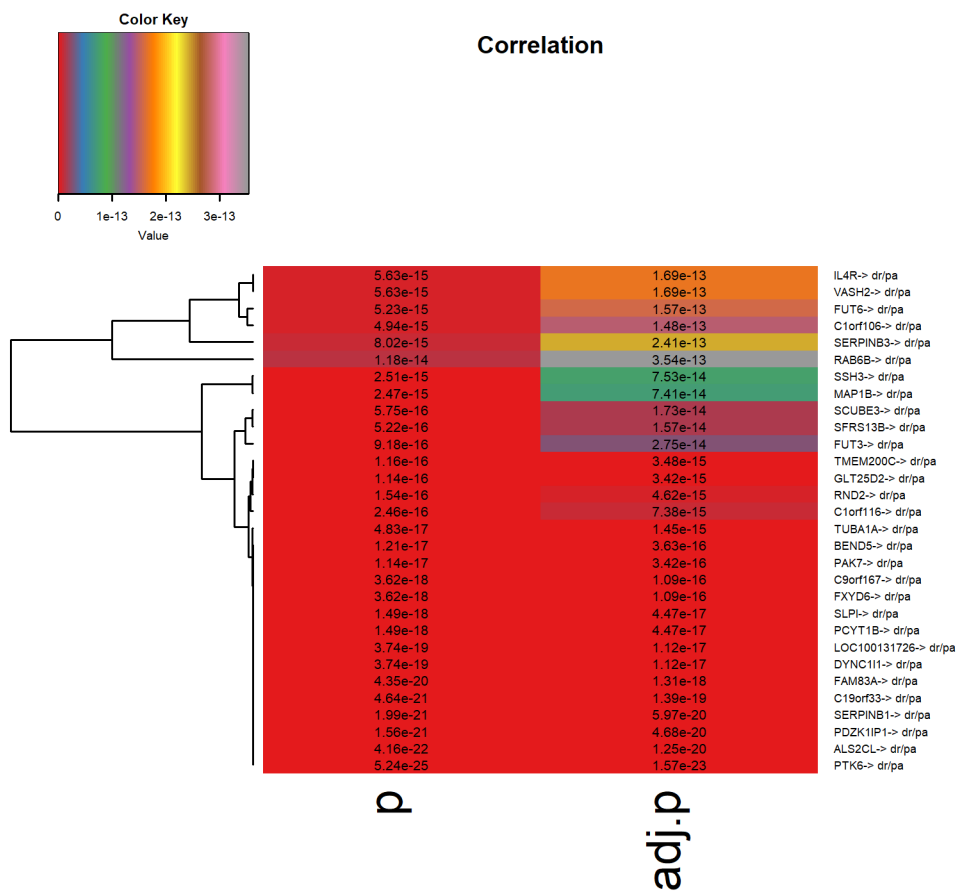 Color Key
Correlation
0 1e-13 2e-13 3e-13
Value
5.63e-15 1.69e-13 IL4R-> dr/pa
5.63e-15 1.69e-13 VASH2-> dr/pa
5.23e-15 1.57e-13 FUT6-> dr/pa
4.94e-15 1.48e-13 C1orf106-> dr/pa
8.02e-15 2.41e-13 SERPINB3-> dr/pa
1.18e-14 3.54e-13 RAB6B-> dr/pa
2.51e-15 7.53e-14 SSH3-> dr/pa
2.47e-15 7.41e-14 MAP1B-> dr/pa
5.75e-16 1.73e-14 SCUBE3-> dr/pa
5.22e-16 1.57e-14 SFRS13B-> dr/pa
9.18e-16 2.75e-14 FUT3-> dr/pa
1.16e-16 3.48e-15 TMEM200C-> dr/pa
1.14e-16 3.42e-15 GLT25D2-> dr/pa
1.54e-16 4.62e-15 RND2-> dr/pa
2.46e-16 7.38e-15 C1orf116-> dr/pa
4.83e-17 1.45e-15 TUBA1A-> dr/pa
1.21e-17 3.63e-16 BEND5-> dr/pa
1.14e-17 3.42e-16 PAK7-> dr/pa
3.62e-18 1.09e-16 C9orf167-> dr/pa
3.62e-18 1.09e-16 FXYD6-> dr/pa
1.49e-18 4.47e-17 SLPI-> dr/pa
1.49e-18 4.47e-17 PCYT1B-> dr/pa
3.74e-19 1.12e-17 LOC100131726-> dr/pa
3.74e-19 1.12e-17 DYNC1I1-> dr/pa
4.35e-20 1.31e-18 FAM83A-> dr/pa
4.64e-21 1.39e-19 C19orf33-> dr/pa
1.99e-21 5.97e-20 SERPINB1-> dr/pa
1.56e-21 4.68e-20 PDZK1IP1-> dr/pa
4.16e-22 1.25e-20 ALS2CL-> dr/pa
5.24e-25 1.57e-23 PTK6-> dr/pa
p adj.p